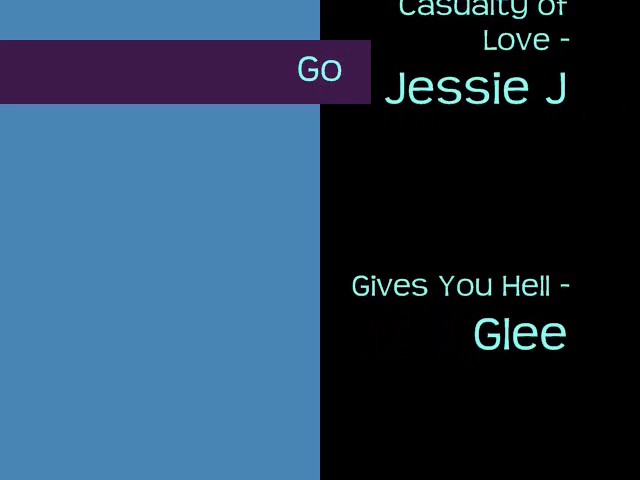 Casualty of
Love -
Go
Jessie J
Gives You Hell -
Glee